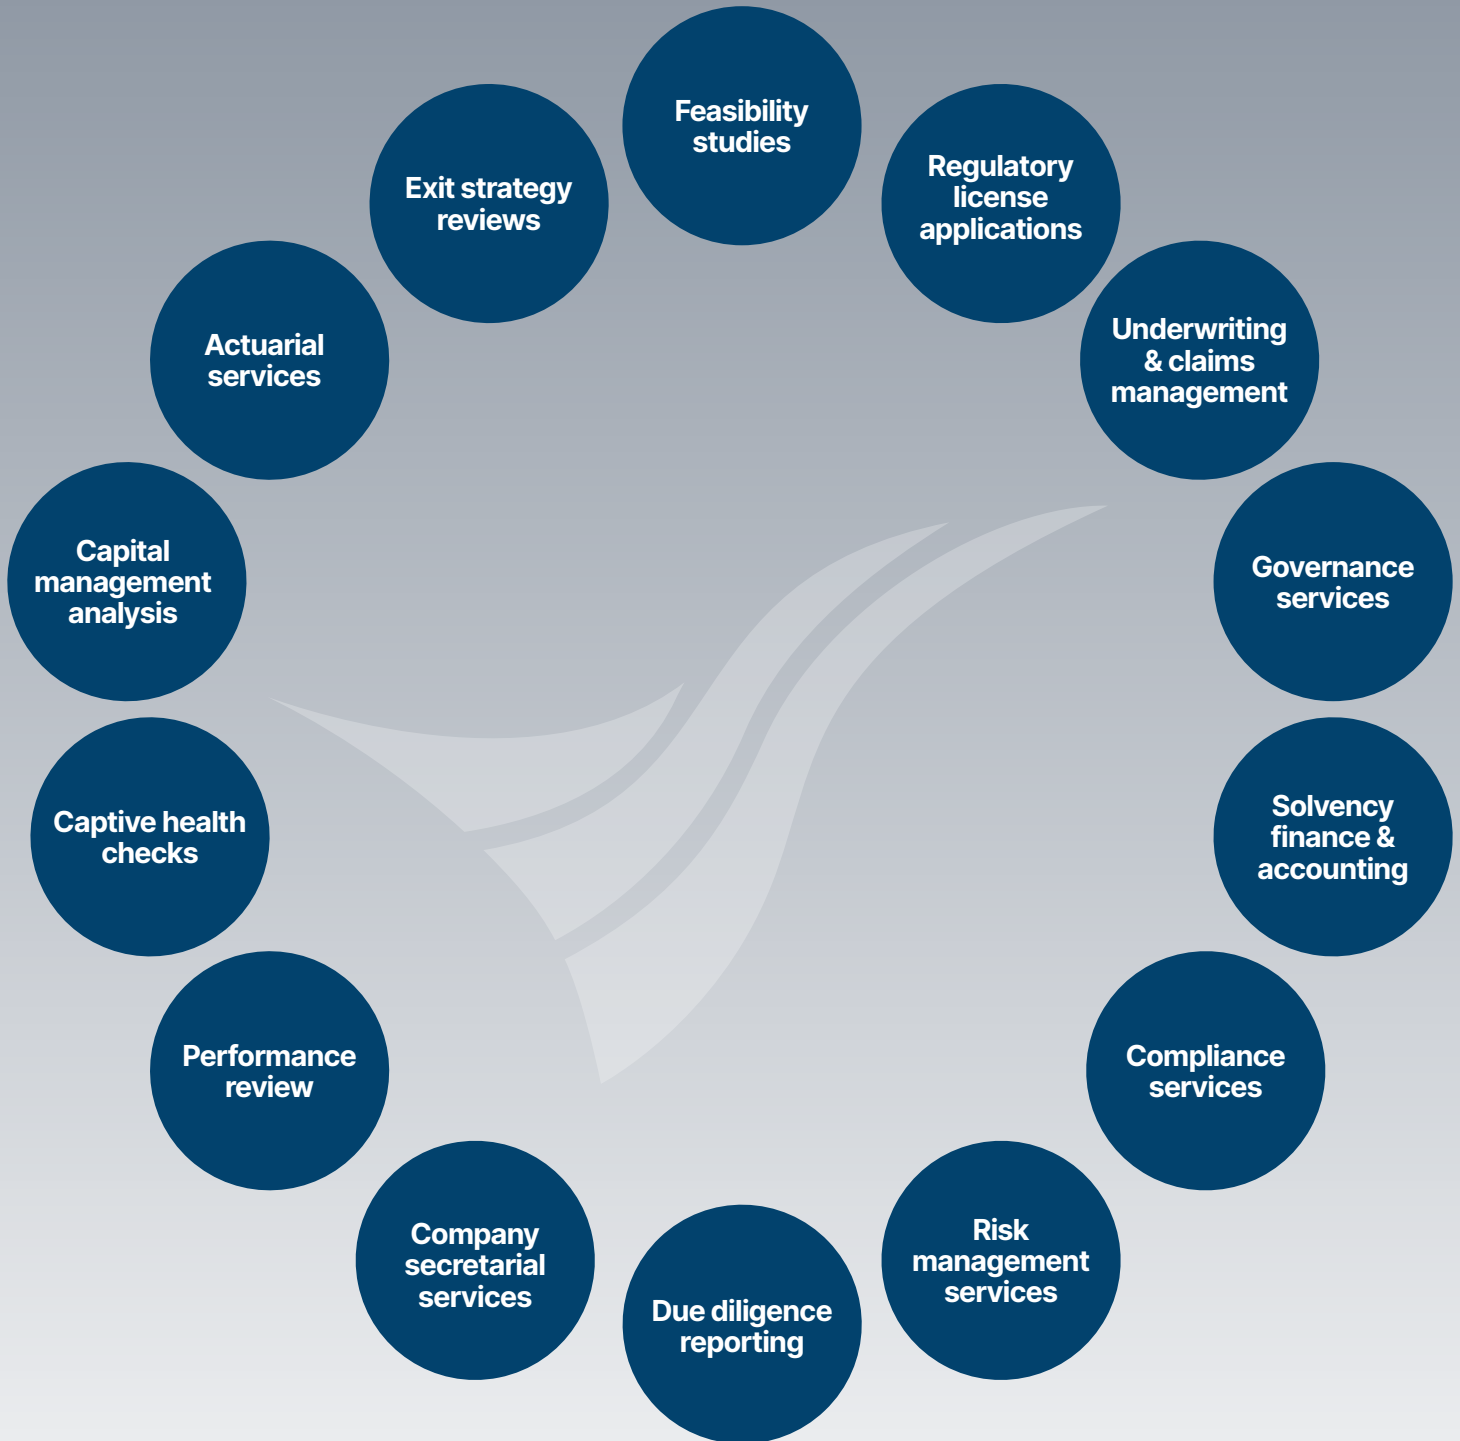 Feasibility
studies
Regulatory
license
applications
Underwriting
& claims
management
Governance
services
Solvency
finance &
accounting
Compliance
services
Risk
management
services
Due diligence
reporting
Company
secretarial
services
Performance
review
Captive health
checks
Capital
management
analysis
Actuarial
services
Exit strategy
reviews